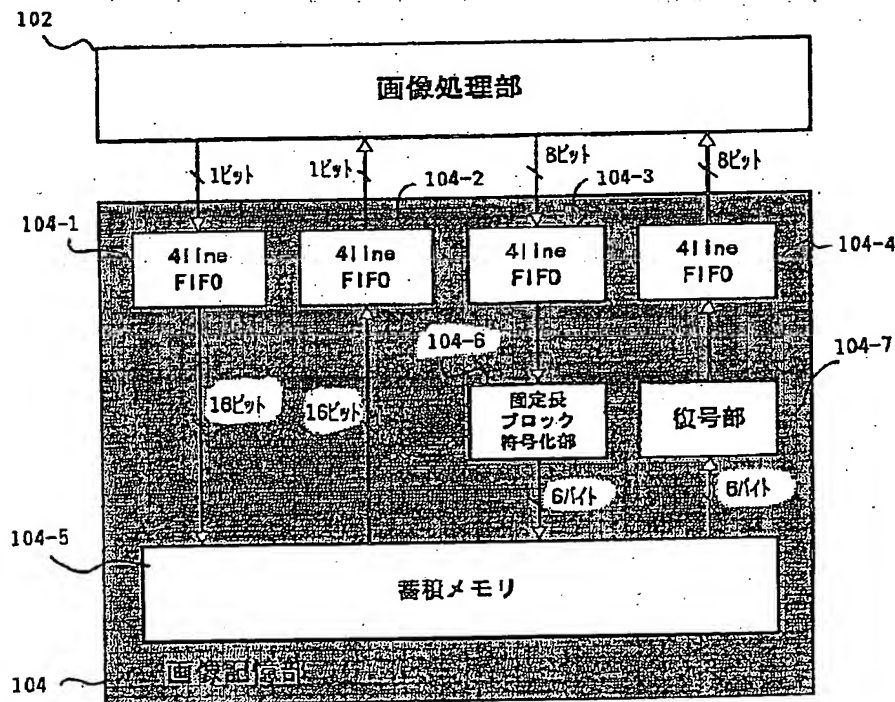 102
画像処理部
1ビット
1ビット
8ビット
8ビット
104-2
104-3
104-1
4line
FIFO
4line
FIFO
4line
FIFO
4line
FIFO
104-4
104-6
104-7
16ビット
16ビット
固定長
ブロック
符号化部
復号部
6バイト
6バイト
104-5
蓄積メモリ
画像記憶部
104